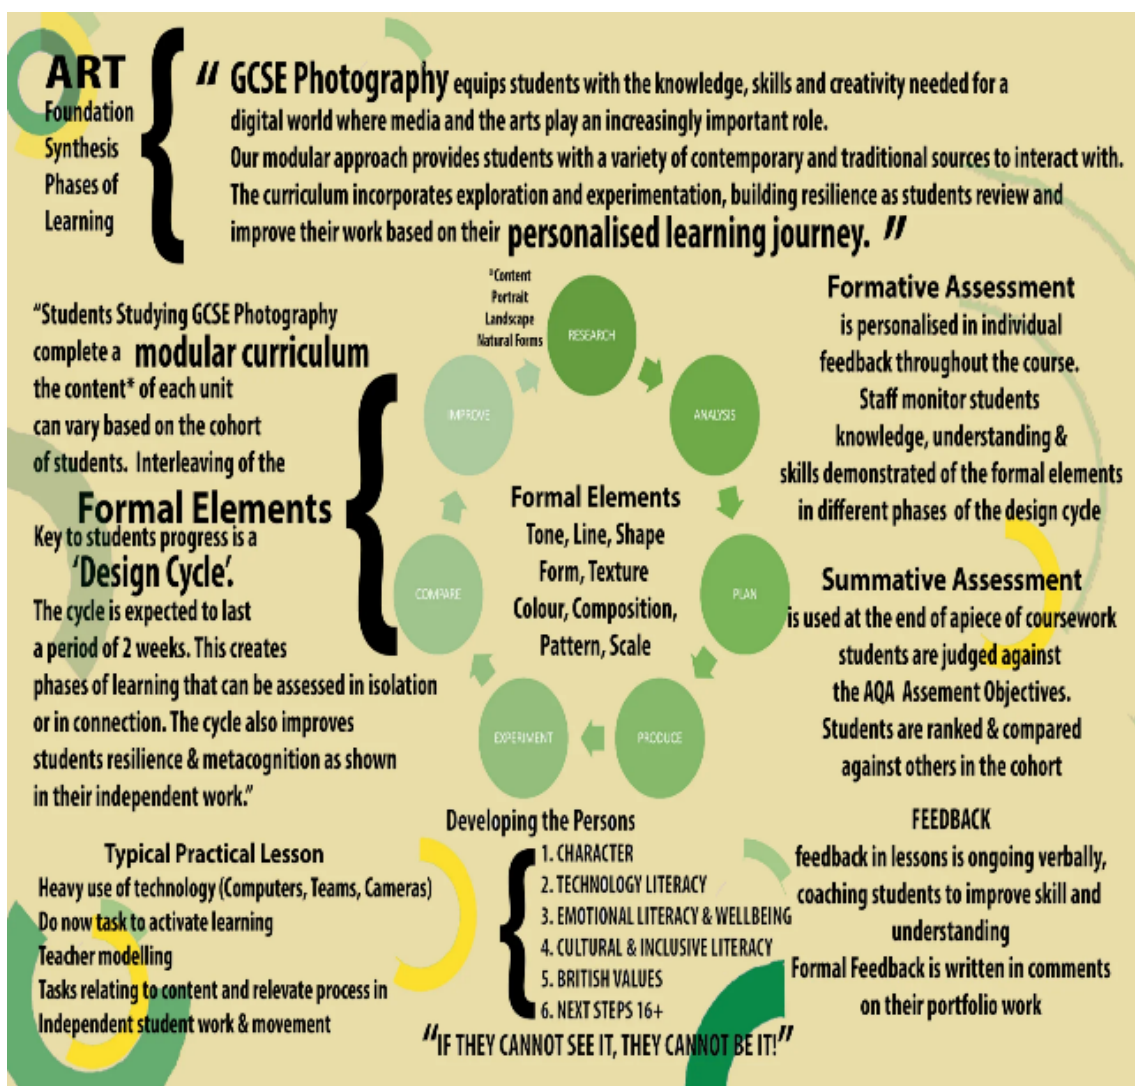 ART
Foundation
Synthesis
Phases of
Learning
“ GCSE Photography equips students with the knowledge, skills and creativity needed for a
digital world where media and the arts play an increasingly important role.
Our modular approach provides students with a variety of contemporary and traditional sources to interact with.
The curriculum incorporates exploration and experimentation, building resilience as students review and
improve their work based on their personalised learning journey. ”
“Students Studying GCSE Photography
complete a modular curriculum
the content* of each unit
can vary based on the cohort
of students. Interleaving of the
Formal Elements
Key to students progress is a
‘Design Cycle’.
The cycle is expected to last
a period of 2 weeks. This creates
phases of learning that can be assessed in isolation
or in connection. The cycle also improves
students resilience & metacognition as shown
in their independent work.”
*Content
Portrait
Landscape
Natural Forms
RESEARCH
ANALYSIS
PLAN
PRODUCE
EXPERIMENT
COMPARE
IMPROVE
Formal Elements
Tone, Line, Shape
Form, Texture
Colour, Composition,
Pattern, Scale
Formative Assessment
is personalised in individual
feedback throughout the course.
Staff monitor students
knowledge, understanding &
skills demonstrated of the formal elements
in different phases of the design cycle
Summative Assessment
is used at the end of apiece of coursework
students are judged against
the AQA Assement Objectives.
Students are ranked & compared
against others in the cohort
Typical Practical Lesson
Heavy use of technology (Computers, Teams, Cameras)
Do now task to activate learning
Teacher modelling
Tasks relating to content and relevate process in
Independent student work & movement
Developing the Persons
1. CHARACTER
2. TECHNOLOGY LITERACY
3. EMOTIONAL LITERACY & WELLBEING
4. CULTURAL & INCLUSIVE LITERACY
5. BRITISH VALUES
6. NEXT STEPS 16+
“IF THEY CANNOT SEE IT, THEY CANNOT BE IT!”
FEEDBACK
feedback in lessons is ongoing verbally,
coaching students to improve skill and
understanding
Formal Feedback is written in comments
on their portfolio work